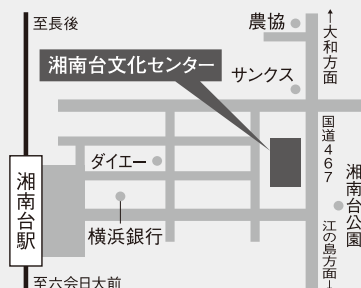 至長後
農協
↑大和方面
湘南台文化センター
サンクス
国道467
ダイエー
湘南台駅
湘南台公園
横浜銀行
江の島方面↓
至六会日大前